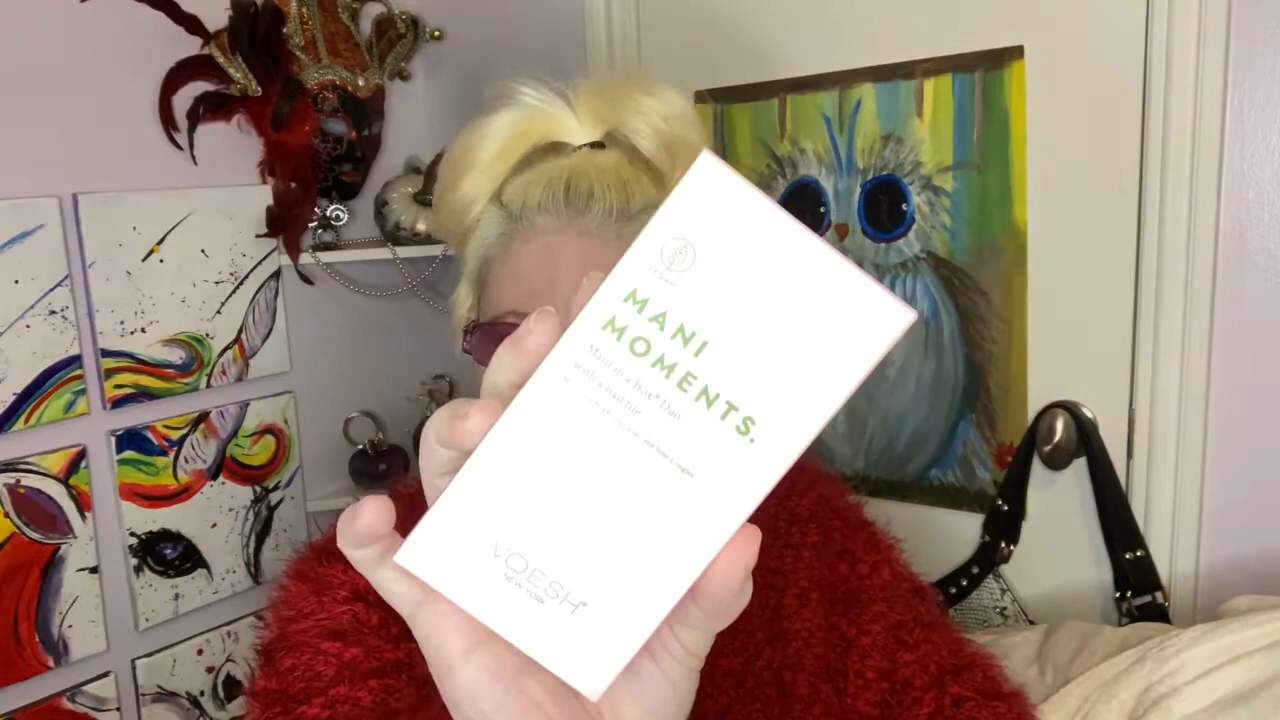 VEGAN
MANI
MOMENTS.
Mani in a Box® Duo
with a nail file
VOESH®
NEW YORK